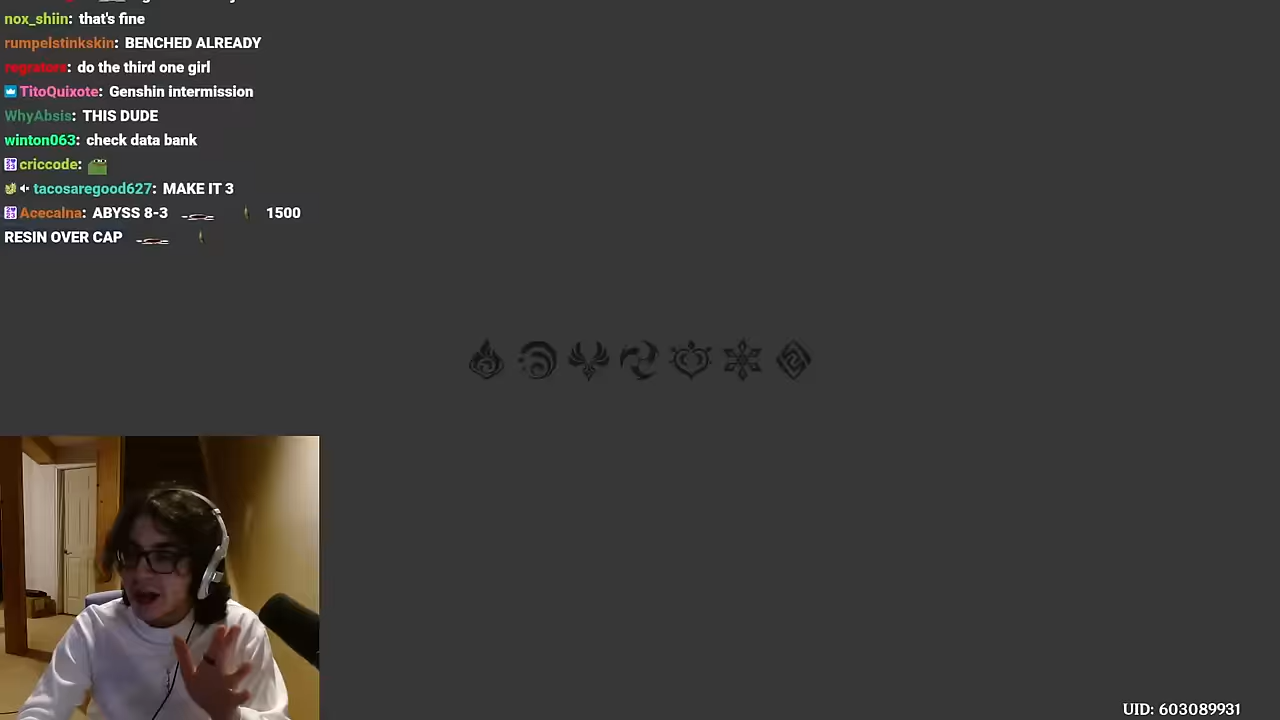 nox_shiin: that's fine
rumpelstinkskin: BENCHED ALREADY
regrators: do the third one girl
TitoQuixote: Genshin intermission
WhyAbsis: THIS DUDE
winton063: check data bank
criccode:
tacosaregood627: MAKE IT 3
Acecalna: ABYSS 8-3 1500
RESIN OVER CAP
UID: 603089931